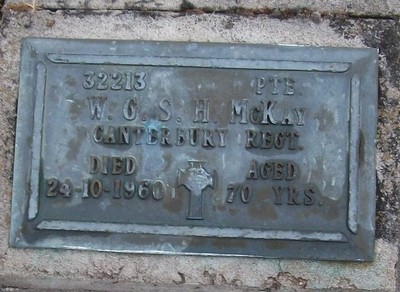 32213 PTE.
W. G. S. H. McKAY
CANTERBURY REGT.
DIED AGED
24-10-1960 70 YRS.